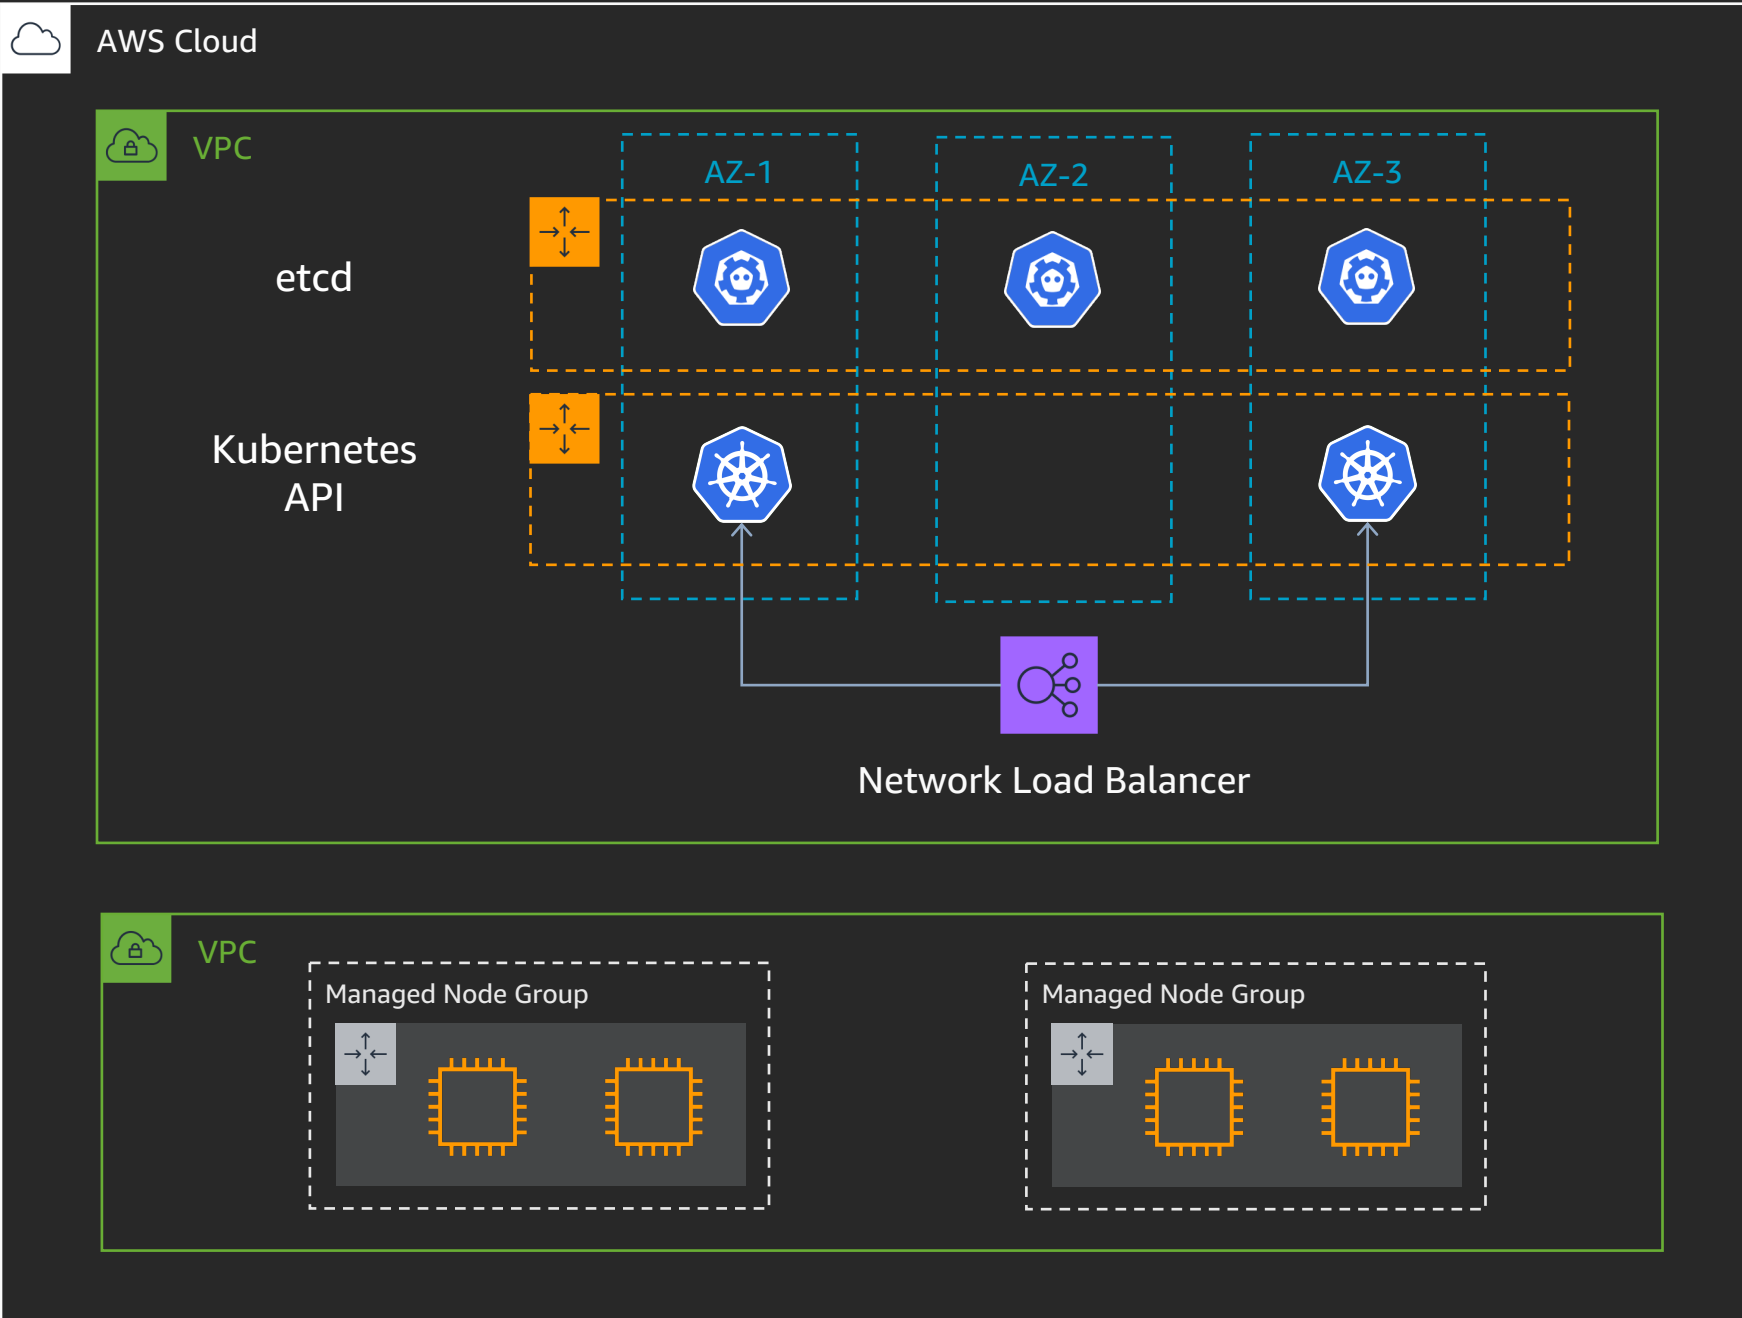 AWS Cloud
VPC
AZ-1
AZ-2
AZ-3
etcd
Kubernetes
API
Network Load Balancer
VPC
Managed Node Group
Managed Node Group